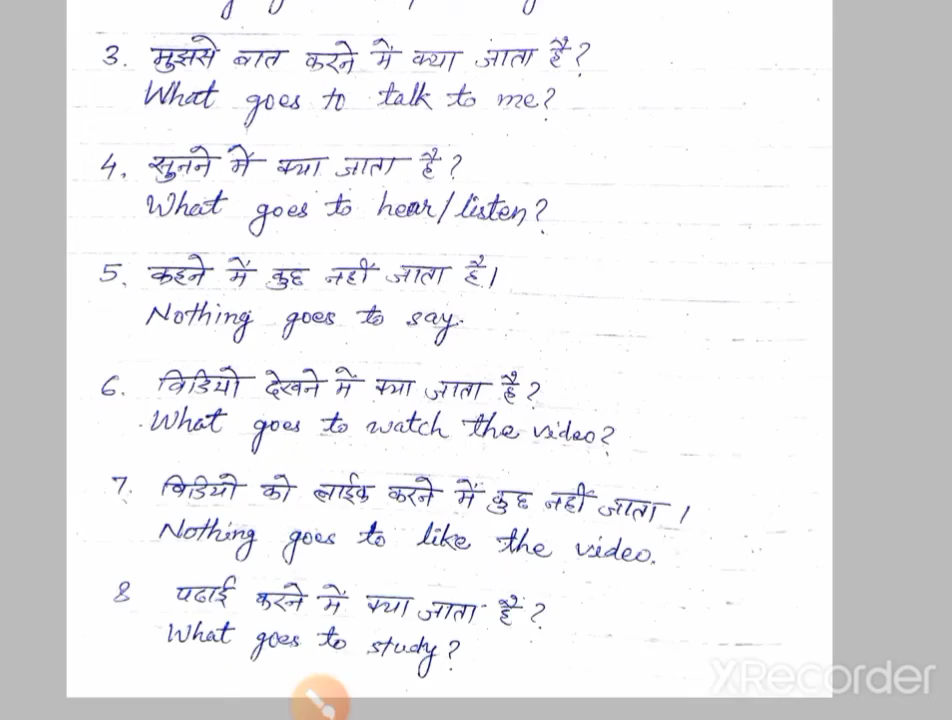 3. मुझसे बात करने में क्या जाता है?
What goes to talk to me?
4. सुनने में क्या जाता है?
What goes to hear/listen?
5. कहने में कुछ नहीं जाता है।
Nothing goes to say.
6. विडियो देखने में क्या जाता है?
What goes to watch the video?
7. विडियो को लाईक करने में कुछ नहीं जाता।
Nothing goes to like the video.
8 पढाई करने में क्या जाता है?
What goes to study?
XRecorder